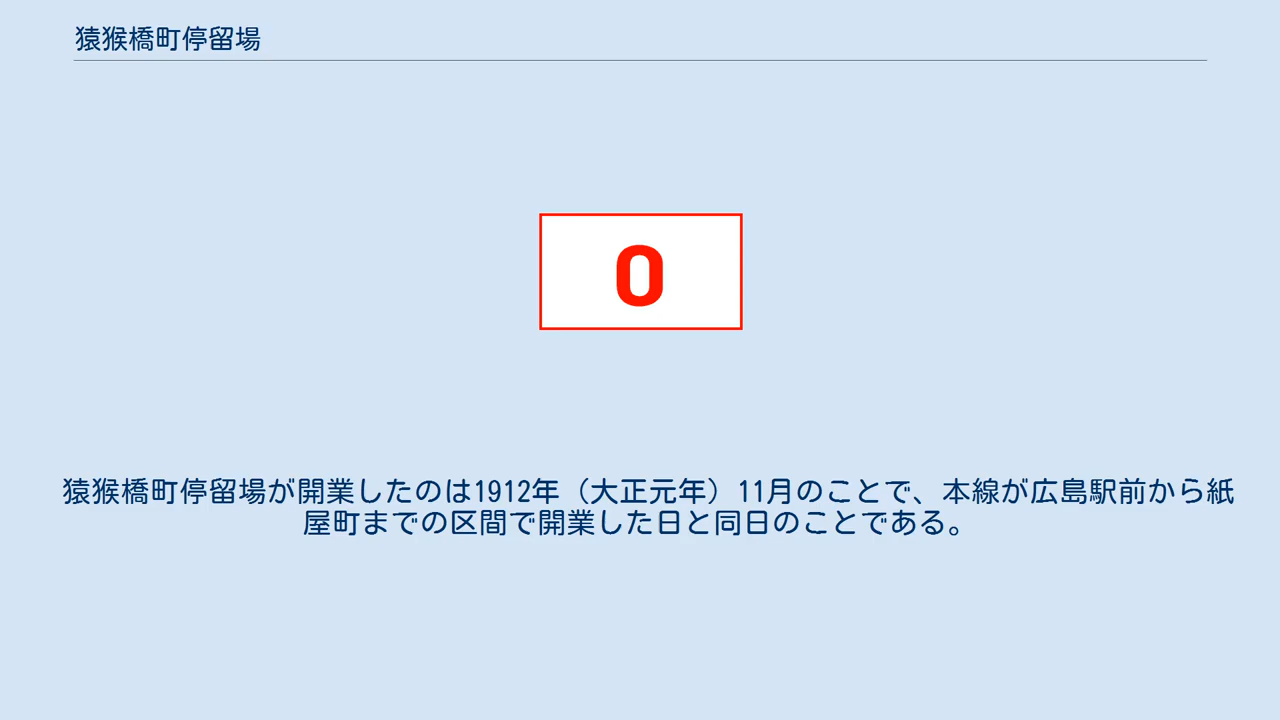 猿猴橋町停留場
0
猿猴橋町停留場が開業したのは1912年（大正元年）11月のことで、本線が広島駅前から紙
屋町までの区間で開業した日と同日のことである。